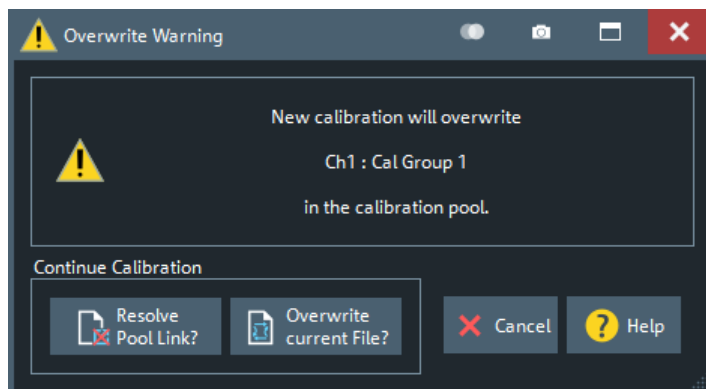 Overwrite Warning
New calibration will overwrite
Ch1 : Cal Group 1
in the calibration pool.
Continue Calibration
Resolve
Pool Link?
Overwrite
current File?
Cancel
Help